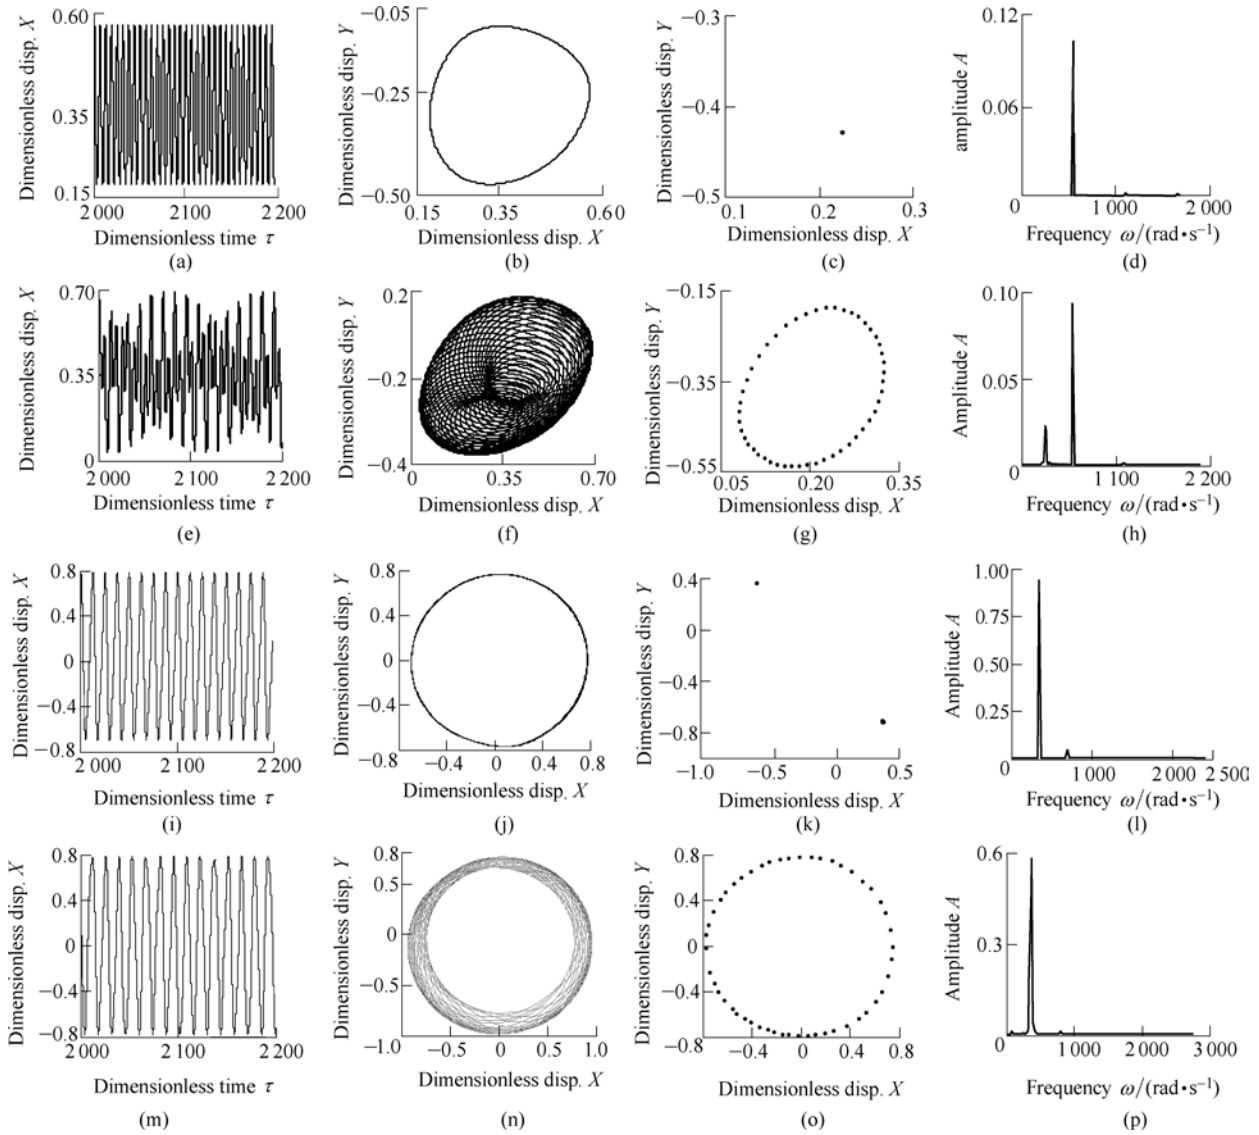 Dimensionless disp. X
0.60
0.35
0.15
2 000
2 100
2 200
Dimensionless time τ
(a)
Dimensionless disp. Y
−0.05
−0.25
−0.50
0.15
0.35
0.60
Dimensionless disp. X
(b)
Dimensionless disp. Y
−0.3
−0.4
−0.5
0.1
0.2
0.3
Dimensionless disp. X
(c)
amplitude A
0.12
0.06
0
1 000
2 000
Frequency ω/(rad•s⁻¹)
(d)
Dimensionless disp. X
0.70
0.35
0
2 000
2 100
2 200
Dimensionless time τ
(e)
Dimensionless disp. Y
0.2
−0.2
−0.4
0
0.35
0.70
Dimensionless disp. X
(f)
Dimensionless disp. Y
−0.15
−0.35
−0.55
0.05
0.20
0.35
Dimensionless disp. X
(g)
Amplitude A
0.10
0.05
0
1 100
2 200
Frequency ω/(rad•s⁻¹)
(h)
Dimensionless disp. X
0.8
0.4
0
−0.4
−0.8
2 000
2 100
2 200
Dimensionless time τ
(i)
Dimensionless disp. Y
0.8
0.4
0
−0.4
−0.8
−0.4
0
0.4
0.8
Dimensionless disp. X
(j)
Dimensionless disp. Y
0.4
0
−0.4
−0.8
−1.0
−0.5
0
0.5
Dimensionless disp. X
(k)
Amplitude A
1.00
0.75
0.50
0.25
0
1 000
2 000
2 500
Frequency ω/(rad•s⁻¹)
(l)
Dimensionless disp. X
0.8
0.4
0
−0.4
−0.8
2 000
2 100
2 200
Dimensionless time τ
(m)
Dimensionless disp. Y
0.8
0.5
0
−0.5
−1.0
−1.0
−0.5
0
0.5
1.0
Dimensionless disp. X
(n)
Dimensionless disp. Y
0.8
0.4
0
−0.4
−0.8
−0.4
0
0.4
0.8
Dimensionless disp. X
(o)
Amplitude A
0.6
0.3
0.0
0
1 000
2 000
3 000
Frequency ω/(rad•s⁻¹)
(p)